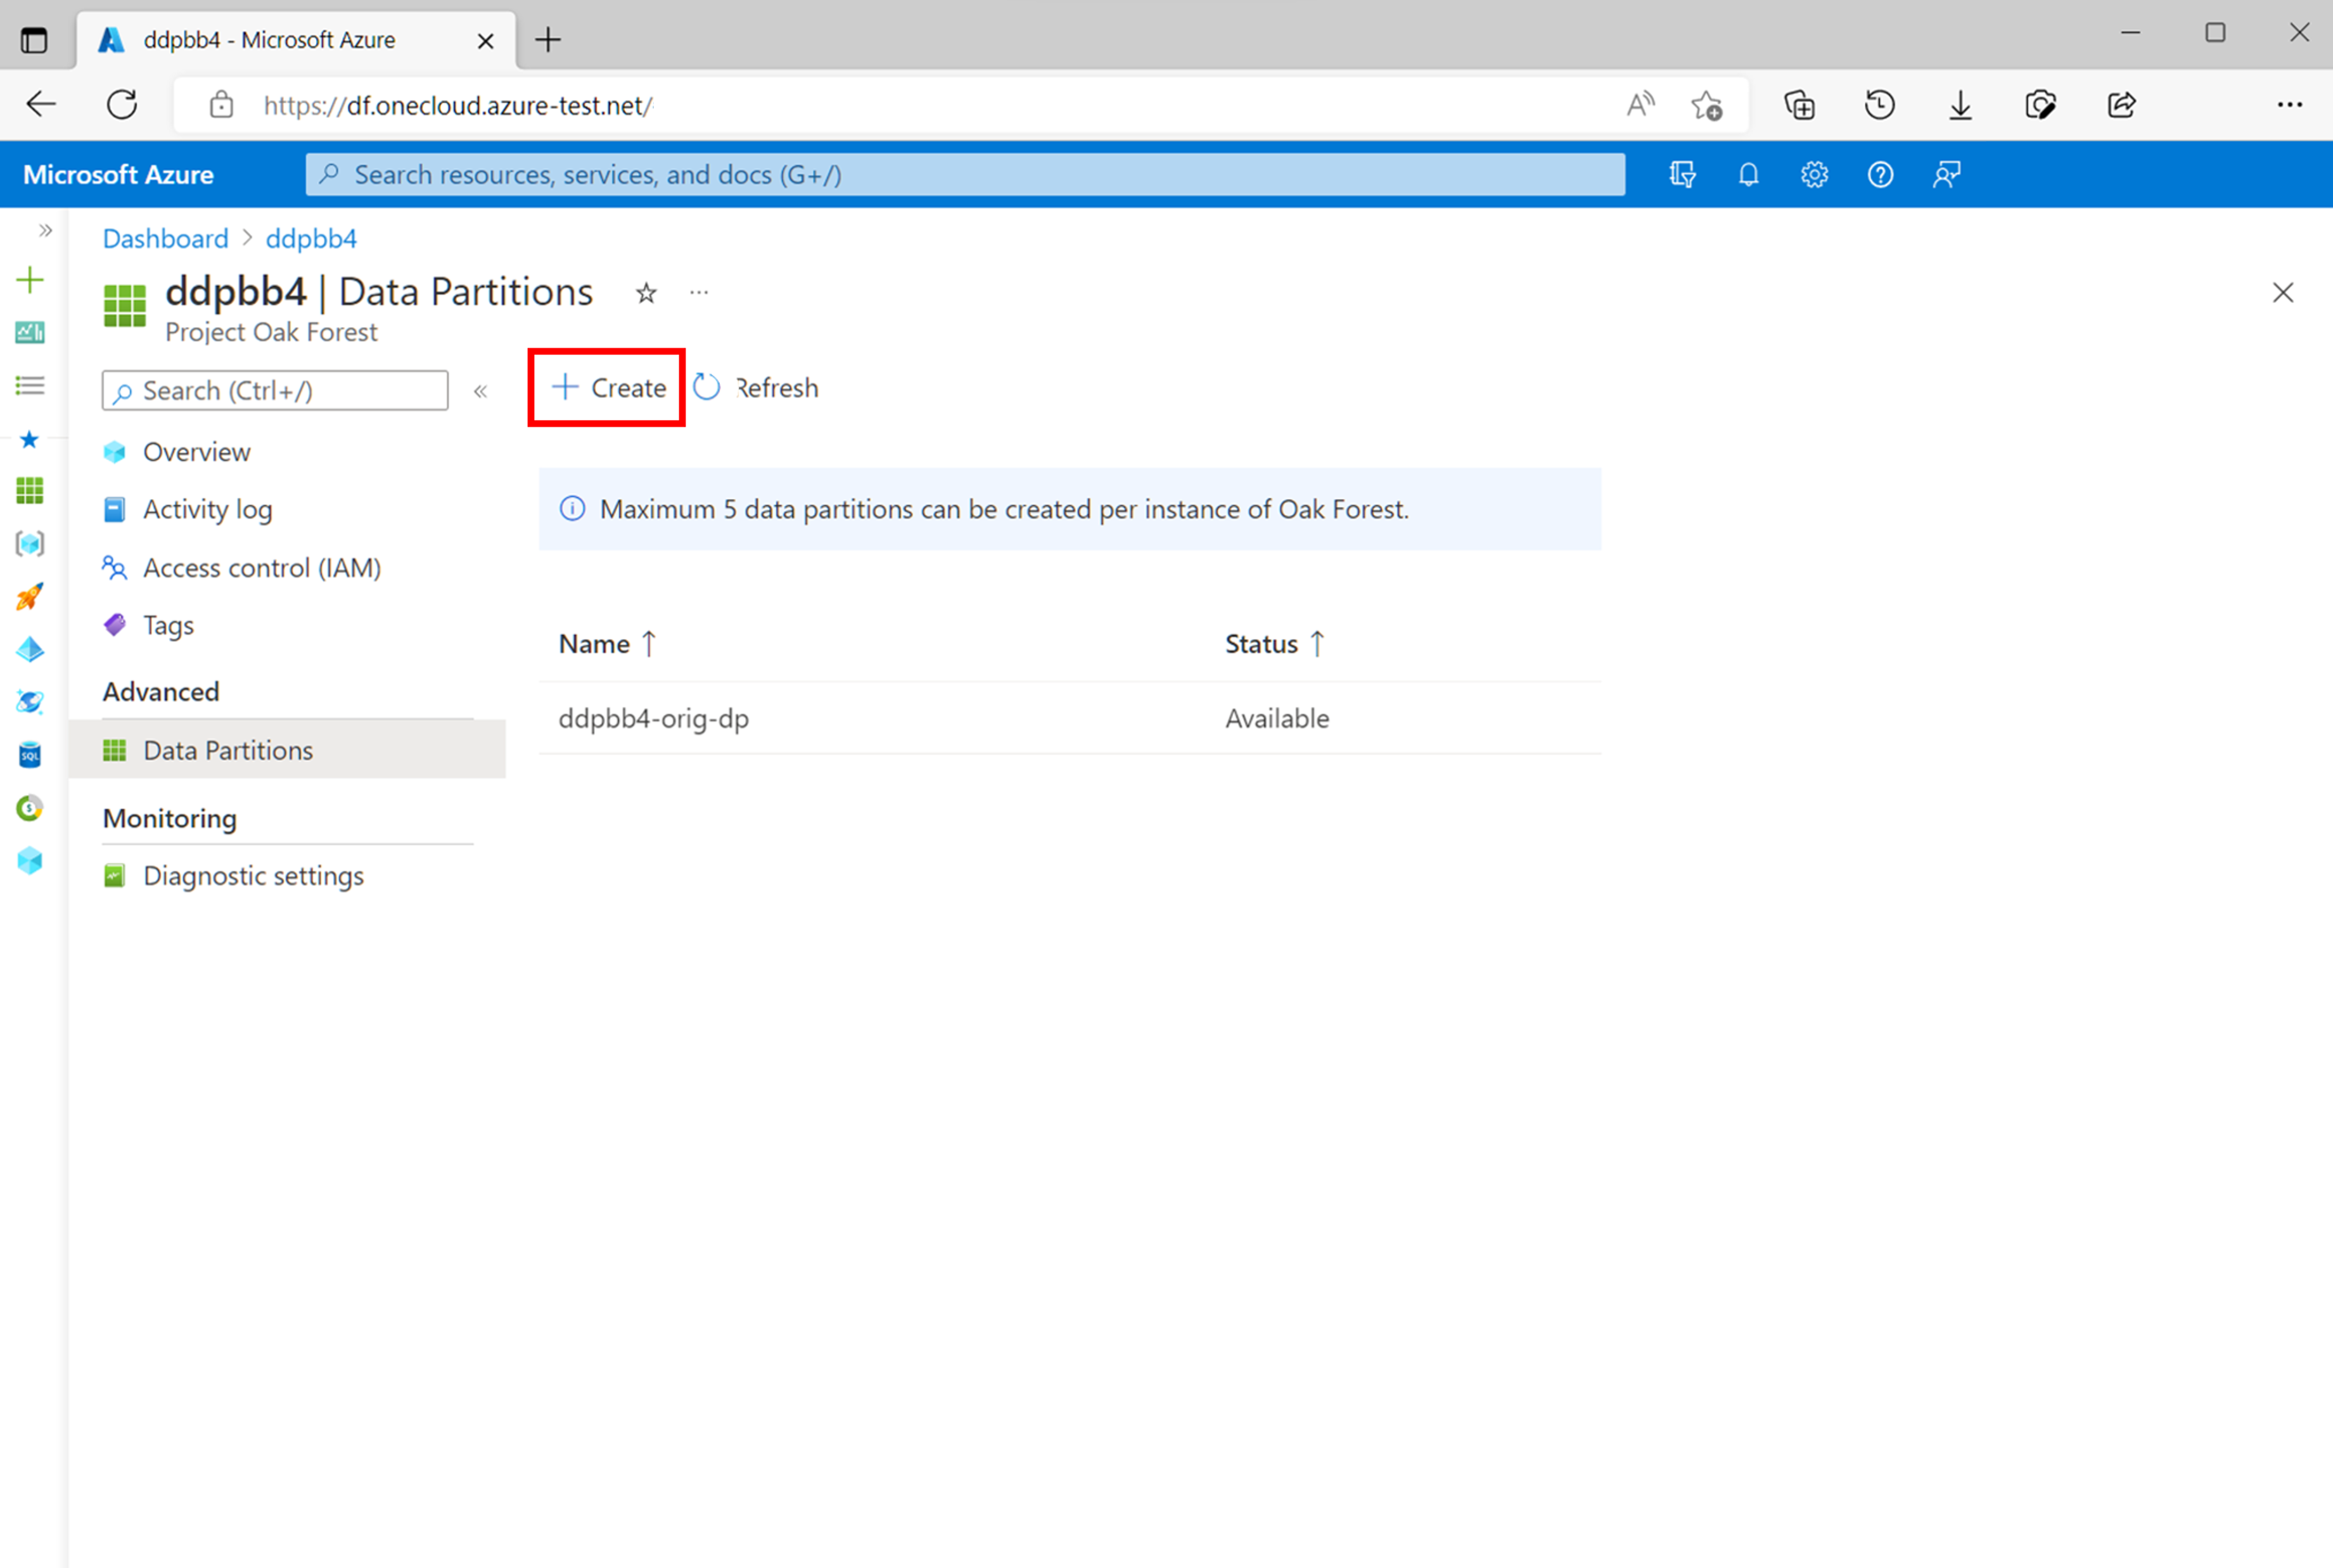 ddpbb4 - Microsoft Azure
https://df.onecloud.azure-test.net/
Microsoft Azure
Search resources, services, and docs (G+/)
Dashboard > ddpbb4
ddpbb4 | Data Partitions
Project Oak Forest
Search (Ctrl+/)
Create
Refresh
Overview
Activity log
Access control (IAM)
Tags
Advanced
Data Partitions
Monitoring
Diagnostic settings
Maximum 5 data partitions can be created per instance of Oak Forest.
Name ↑ Status ↑
ddpbb4-orig-dp Available
SQL